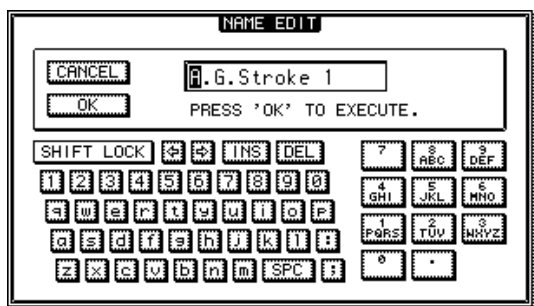 NAME EDIT
CANCEL
A.G.Stroke 1
OK
PRESS 'OK' TO EXECUTE.
SHIFT LOCK INS DEL
1 2 3 4 5 6 7 8 9 0
q w e r t y u i o p
a s d f g h j k l :
z x c v b n m SPC ;
7 8 ABC 9 DEF
4 GHI 5 JKL 6 MNO
1 PQRS 2 TUV 3 WXYZ
0 .